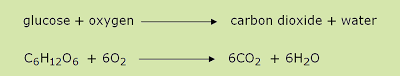 glucose + oxygen ⟶ carbon dioxide + water
C₆H₁₂O₆ + 6O₂ ⟶ 6CO₂ + 6H₂O